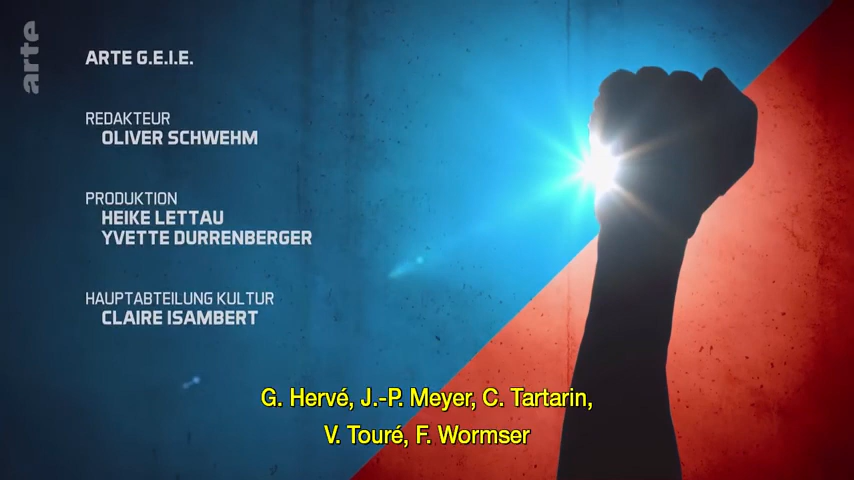 arte
ARTE G.E.I.E.
REDAKTEUR
OLIVER SCHWEHM
PRODUKTION
HEIKE LETTAU
YVETTE DURRENBERGER
HAUPTABTEILUNG KULTUR
CLAIRE ISAMBERT
G. Hervé, J.-P. Meyer, C. Tartarin,
V. Touré, F. Wormser